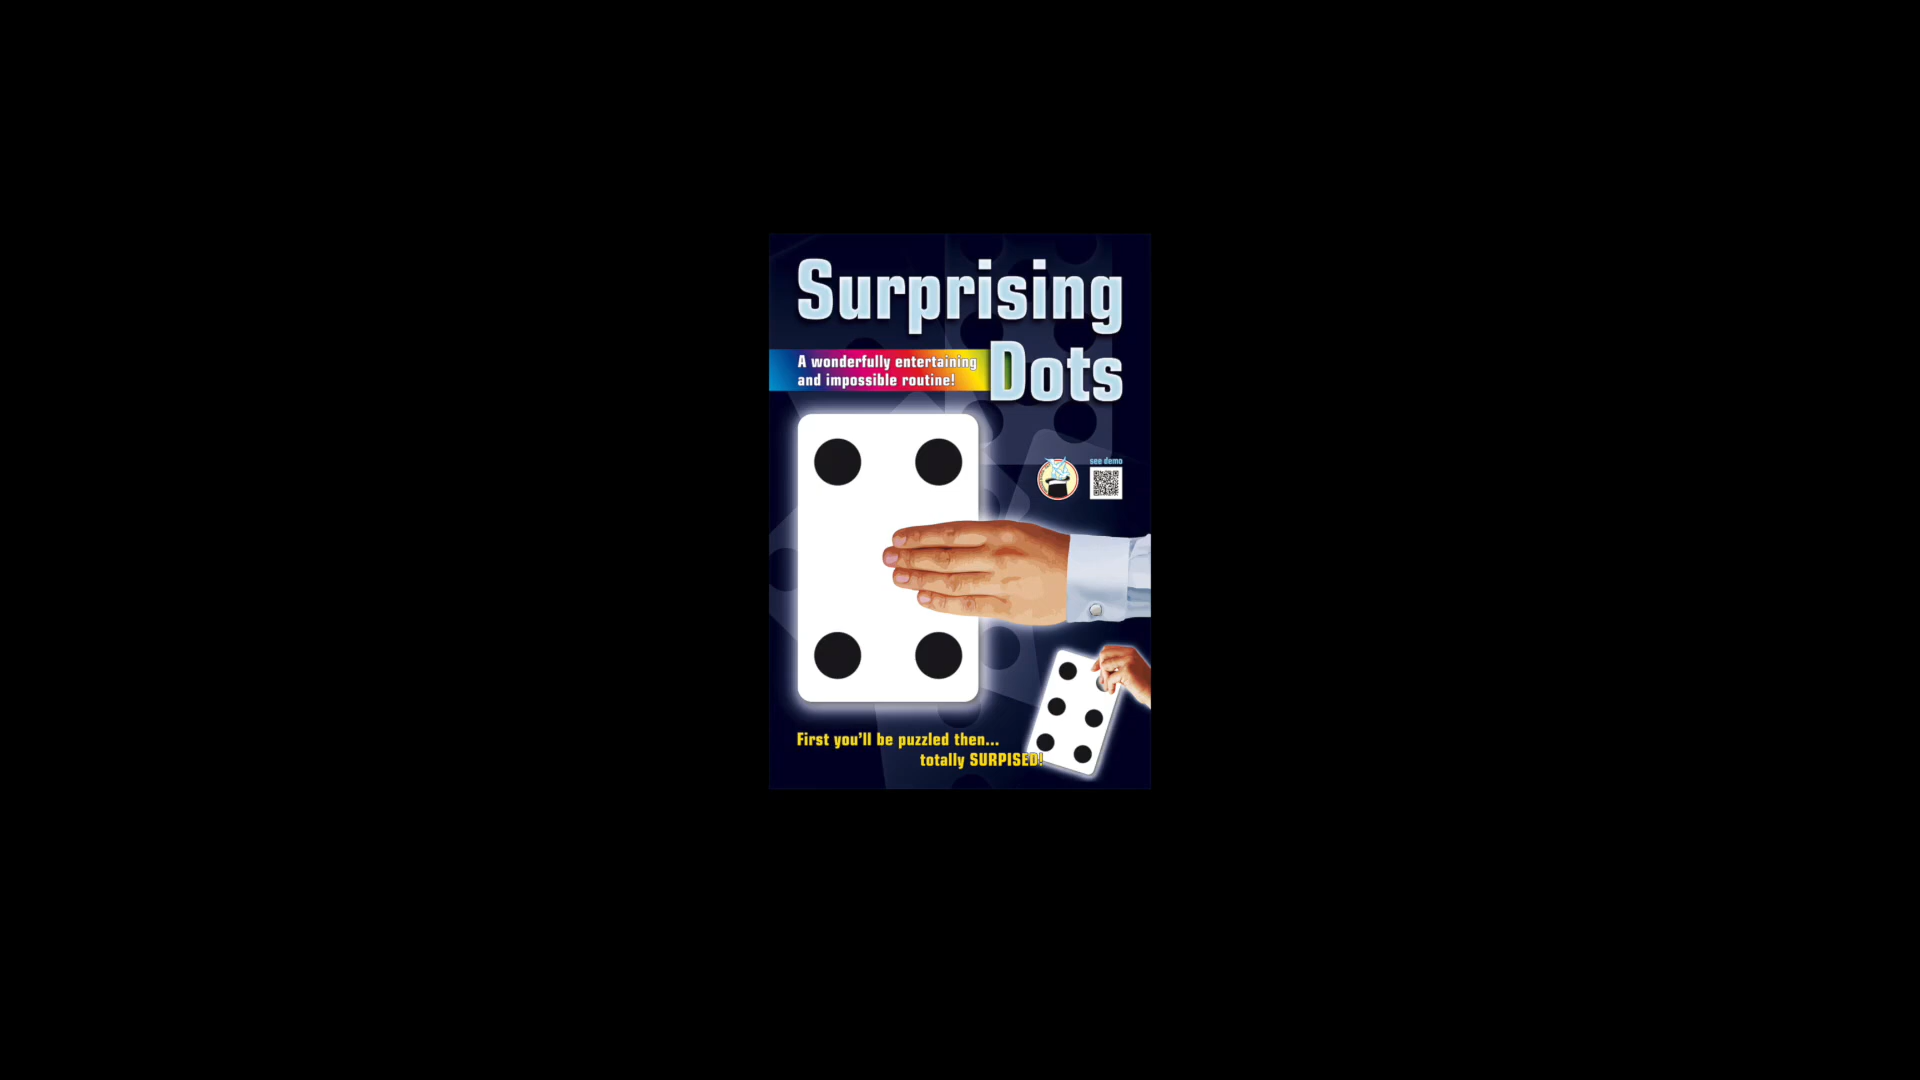 Surprising
Dots
A wonderfully entertaining
and impossible routine!
see demo
First you'll be puzzled then...
totally SURPISED!